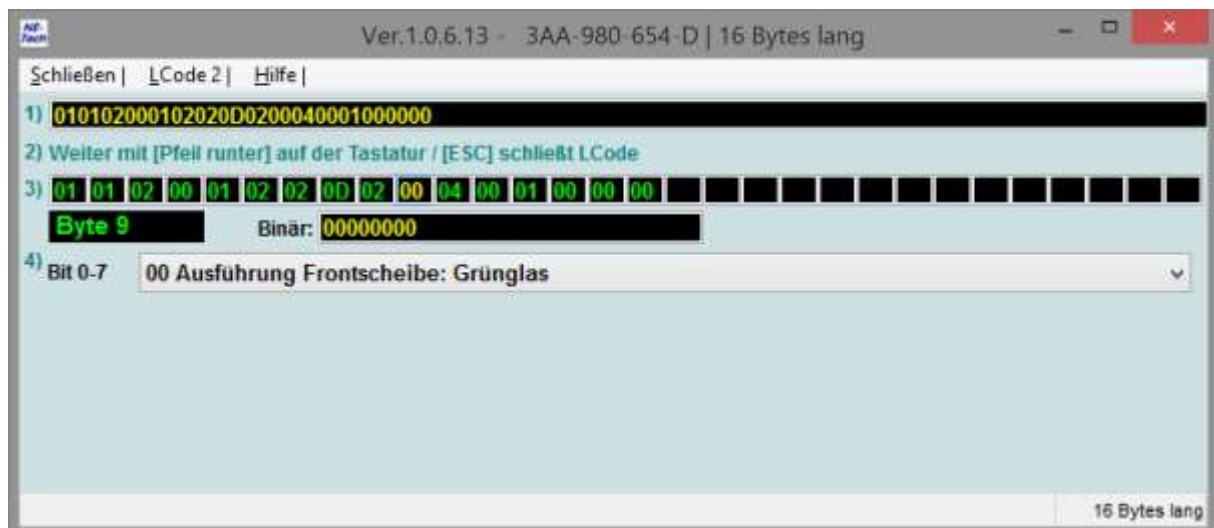 NE-Tech Ver.1.0.6.13 - 3AA-980-654-D | 16 Bytes lang
Schließen | LCode 2 | Hilfe |
1) 010102000102020D0200040001000000
2) Weiter mit [Pfeil runter] auf der Tastatur / [ESC] schließt LCode
3) 01 01 02 00 01 02 02 0D 02 00 04 00 01 00 00 00
Byte 9 Binär: 00000000
4) Bit 0-7 00 Ausführung Frontscheibe: Grünglas
16 Bytes lang